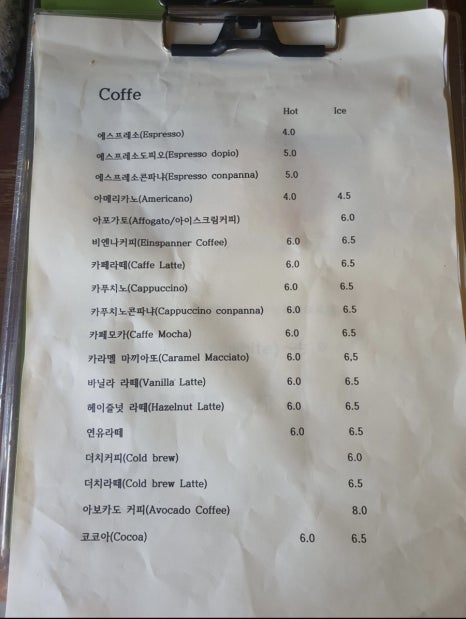 Coffe
Hot Ice
에스프레소(Espresso) 4.0
에스프레소도피오(Espresso dopio) 5.0
에스프레소콘파냐(Espresso conpanna) 5.0
아메리카노(Americano) 4.0 4.5
아포가토(Affogato/아이스크림커피) 6.0
비엔나커피(Einspanner Coffee) 6.0 6.5
카페라떼(Caffe Latte) 6.0 6.5
카푸치노(Cappuccino) 6.0 6.5
카푸치노콘파냐(Cappuccino conpanna) 6.0 6.5
카페모카(Caffe Mocha) 6.0 6.5
카라멜 마끼아또(Caramel Macciato) 6.0 6.5
바닐라 라떼(Vanilla Latte) 6.0 6.5
헤이즐넛 라떼(Hazelnut Latte) 6.0 6.5
연유라떼 6.0 6.5
더치커피(Cold brew) 6.0
더치라떼(Cold brew Latte) 6.5
아보카도 커피(Avocado Coffee) 8.0
코코아(Cocoa) 6.0 6.5